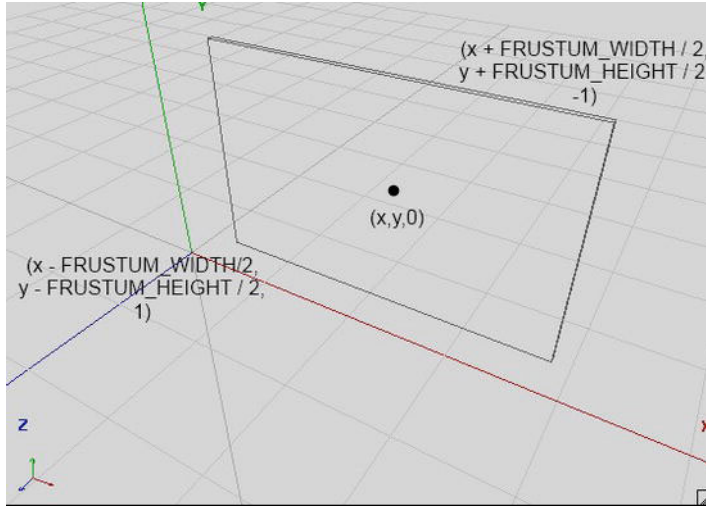 Y
(x + FRUSTUM_WIDTH / 2,
y + FRUSTUM_HEIGHT / 2
-1)
(x,y,0)
(x - FRUSTUM_WIDTH/2,
y - FRUSTUM_HEIGHT / 2,
1)
Z
x